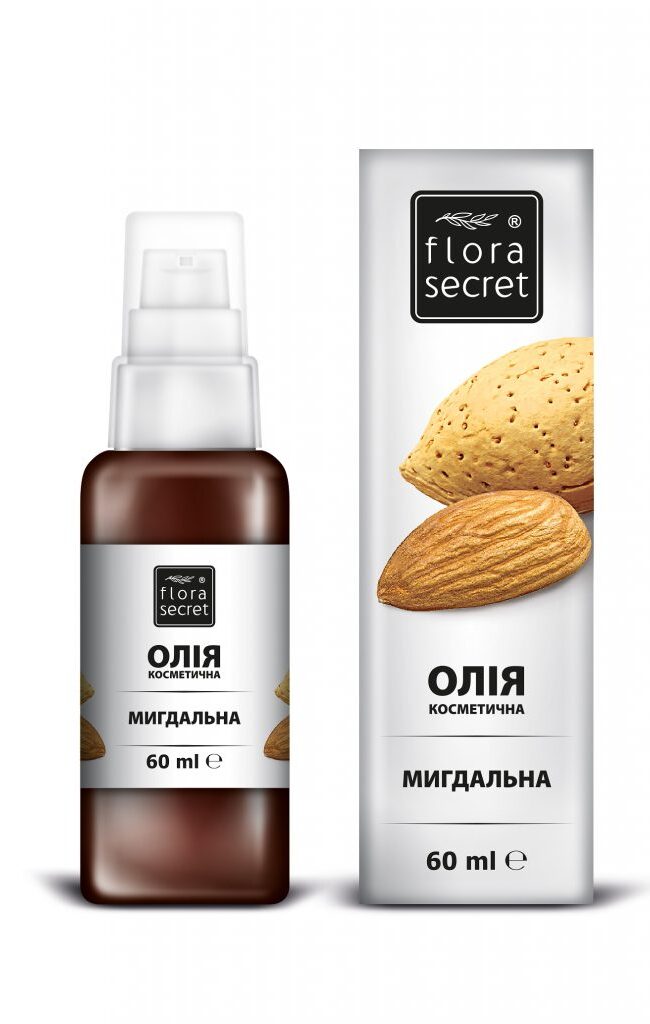 flora
secret
®
ОЛІЯ
КОСМЕТИЧНА
МИГДАЛЬНА
60 ml ℮
flora
secret
®
ОЛІЯ
КОСМЕТИЧНА
МИГДАЛЬНА
60 ml ℮